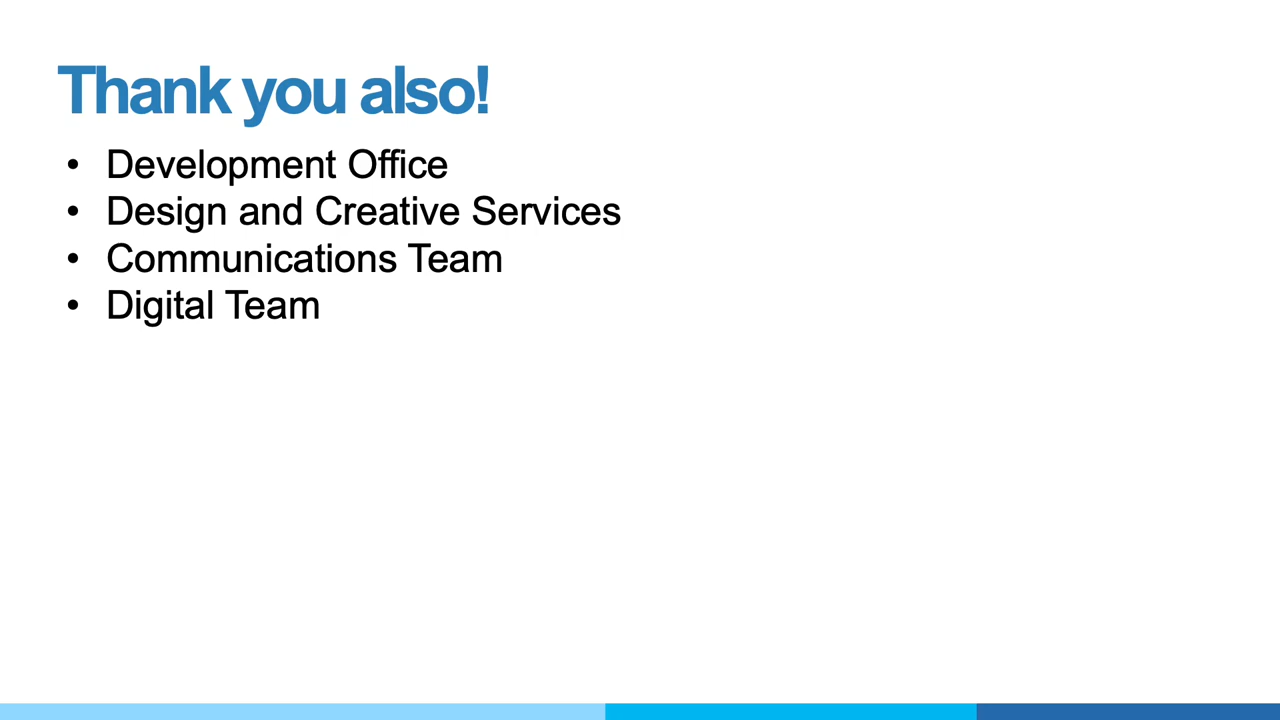 Thank you also!
• Development Office
• Design and Creative Services
• Communications Team
• Digital Team